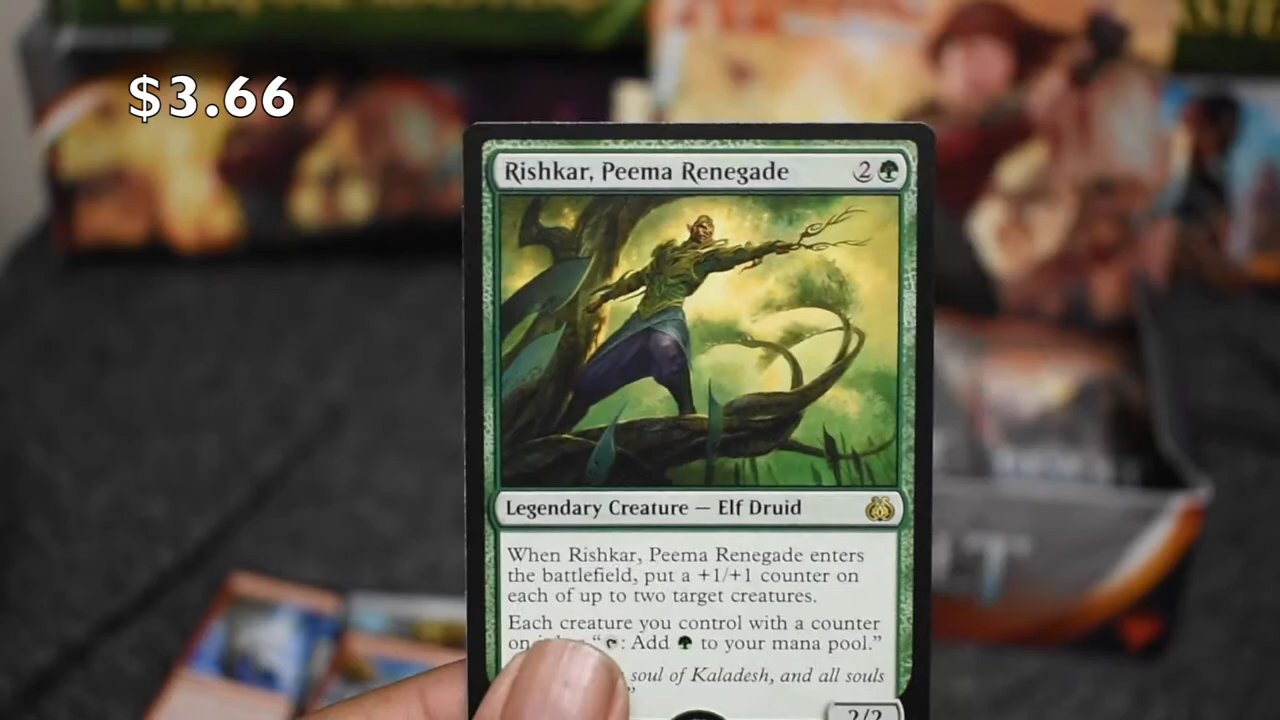 $3.66
Rishkar, Peema Renegade 2
Legendary Creature — Elf Druid
When Rishkar, Peema Renegade enters
the battlefield, put a +1/+1 counter on
each of up to two target creatures.
Each creature you control with a counter
on “ : Add to your mana pool.”
soul of Kaladesh, and all souls
”
2/2